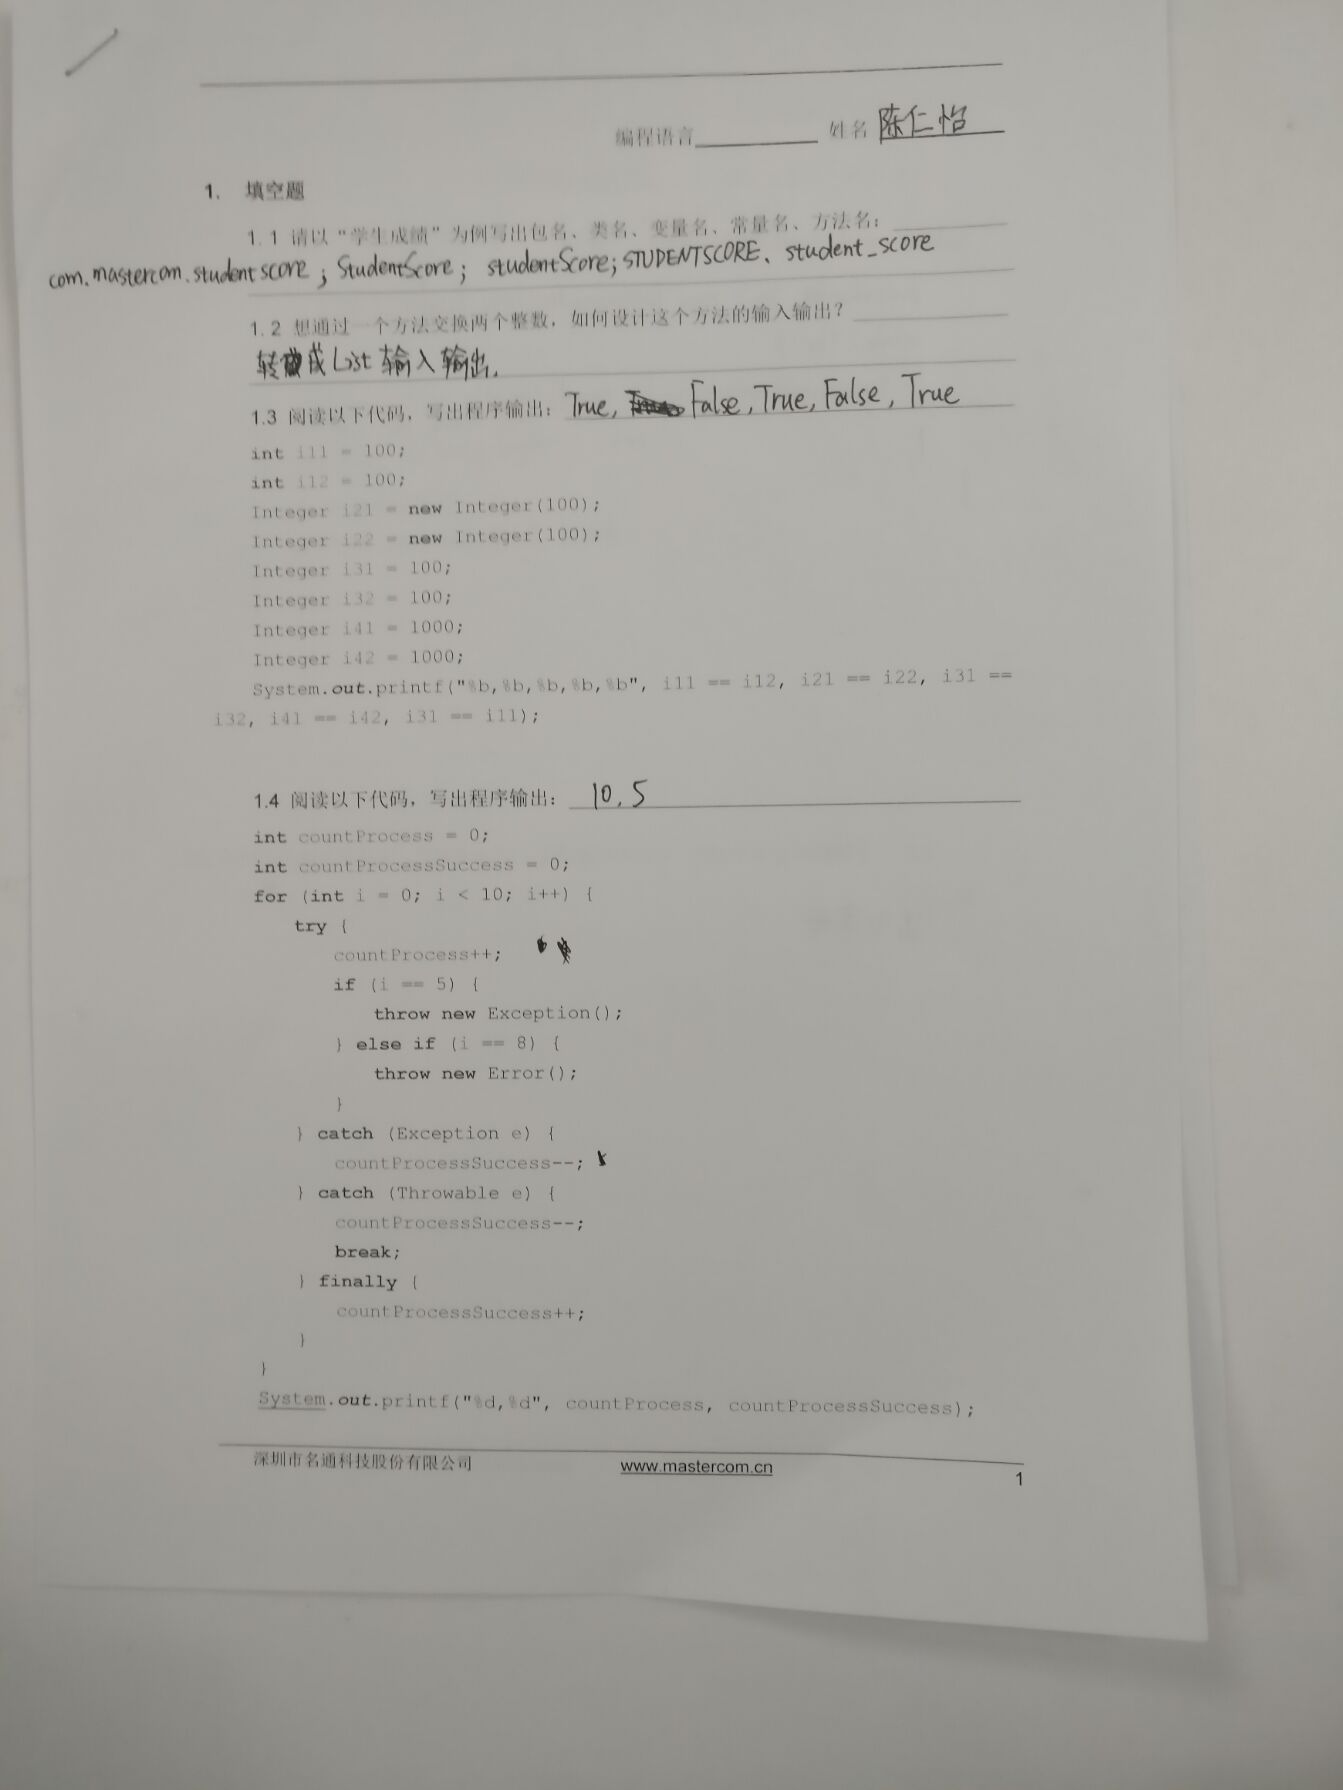 编程语言 姓名 陈仁怡
1. 填空题
1.1 请以“学生成绩”为例写出包名、类名、变量名、常量名、方法名：
com.mastercom.studentscore ; StudentScore ; studentScore; STUDENTSCORE、 student_score
1.2 想通过一个方法交换两个整数，如何设计这个方法的输入输出？
转成List输入输出.
1.3 阅读以下代码，写出程序输出： True, False, True, False, True
int i11 = 100;
int i12 = 100;
Integer i21 = new Integer(100);
Integer i22 = new Integer(100);
Integer i31 = 100;
Integer i32 = 100;
Integer i41 = 1000;
Integer i42 = 1000;
System.out.printf("%b,%b,%b,%b,%b", i11 == i12, i21 == i22, i31 ==
i32, i41 == i42, i31 == i11);
1.4 阅读以下代码，写出程序输出： 10, 5
int countProcess = 0;
int countProcessSuccess = 0;
for (int i = 0; i < 10; i++) {
try {
countProcess++;
if (i == 5) {
throw new Exception();
} else if (i == 8) {
throw new Error();
}
} catch (Exception e) {
countProcessSuccess--;
} catch (Throwable e) {
countProcessSuccess--;
break;
} finally {
countProcessSuccess++;
}
}
System.out.printf("%d,%d", countProcess, countProcessSuccess);
深圳市名通科技股份有限公司 www.mastercom.cn 1